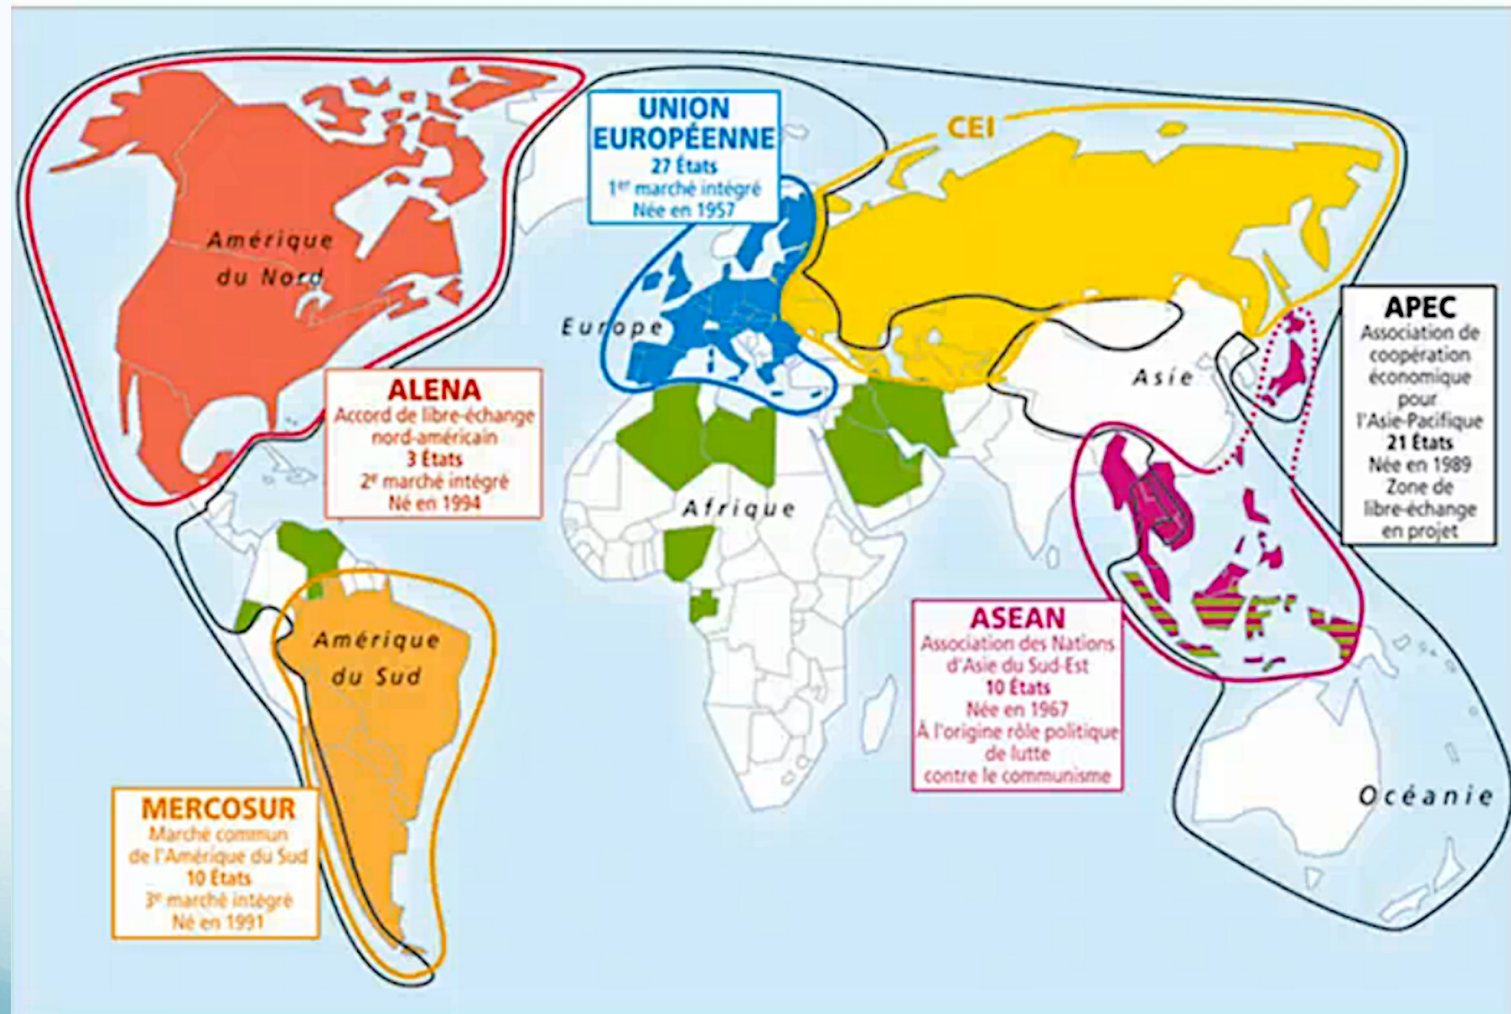 UNION
EUROPÉENNE
27 États
1er marché intégré
Née en 1957
CEI
Amérique
du Nord
Europe
Asie
APEC
Association de
coopération
économique
pour
l'Asie-Pacifique
21 États
Née en 1989
Zone de
libre-échange
en projet
ALENA
Accord de libre-échange
nord-américain
3 États
2e marché intégré
Né en 1994
Afrique
ASEAN
Association des Nations
d'Asie du Sud-Est
10 États
Née en 1967
À l'origine rôle politique
de lutte
contre le communisme
Amérique
du Sud
MERCOSUR
Marché commun
de l'Amérique du Sud
10 États
3e marché intégré
Né en 1991
Océanie